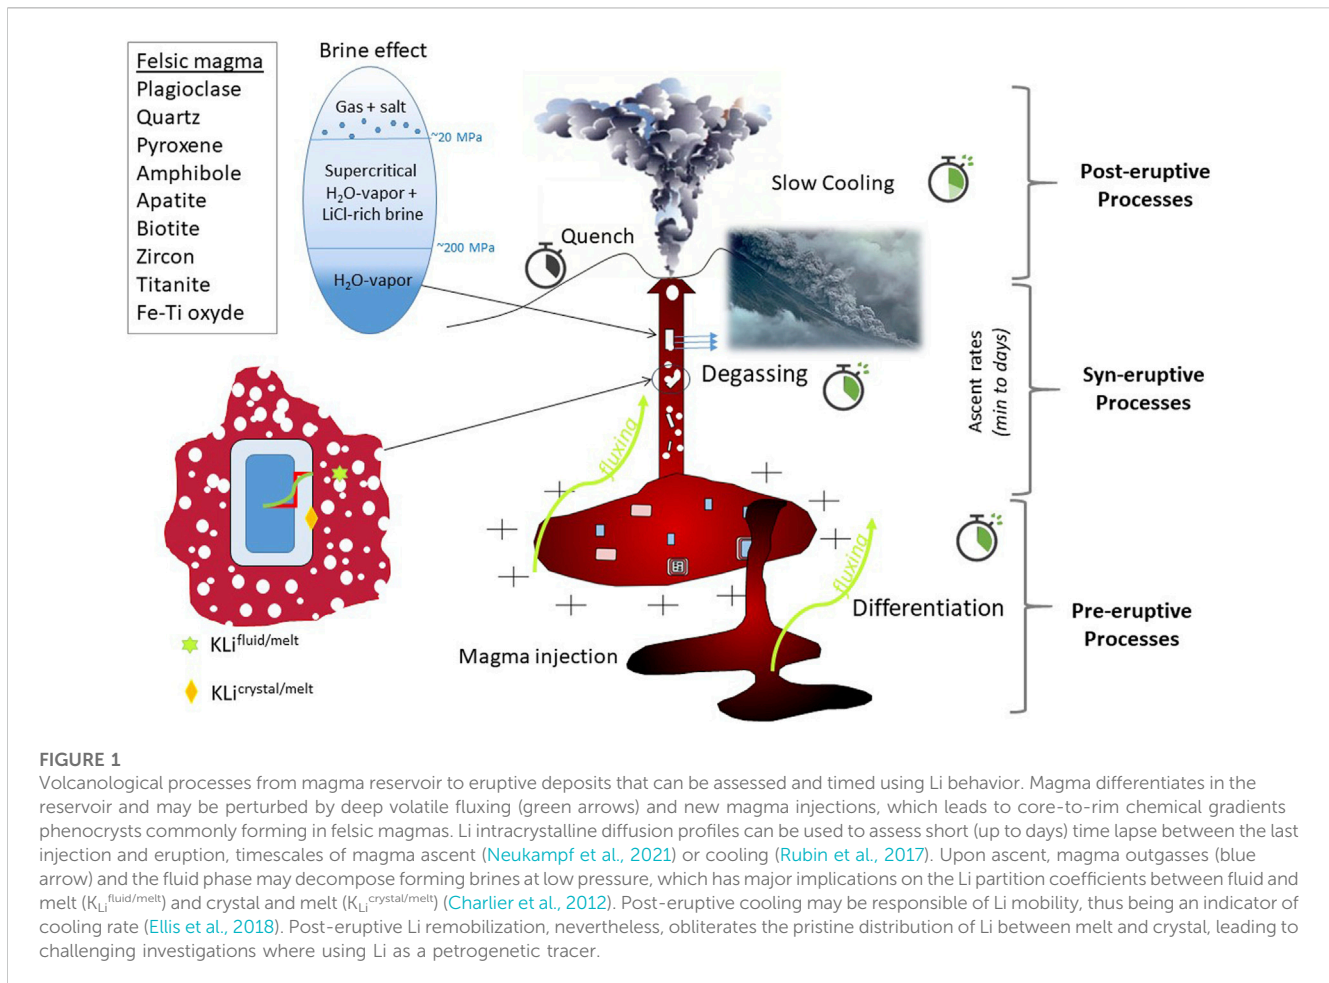 Felsic magma
Plagioclase
Quartz
Pyroxene
Amphibole
Apatite
Biotite
Zircon
Titanite
Fe-Ti oxyde
Brine effect
Gas + salt
~20 MPa
Supercritical
H₂O-vapor +
LiCl-rich brine
~200 MPa
H₂O-vapor
Quench
Slow Cooling
Post-eruptive
Processes
Degassing
Ascent rates
(min to days)
Syn-eruptive
Processes
fluxing
fluxing
Differentiation
Magma injection
Pre-eruptive
Processes
KLi^fluid/melt
KLi^crystal/melt
FIGURE 1
Volcanological processes from magma reservoir to eruptive deposits that can be assessed and timed using Li behavior. Magma differentiates in the
reservoir and may be perturbed by deep volatile fluxing (green arrows) and new magma injections, which leads to core-to-rim chemical gradients
phenocrysts commonly forming in felsic magmas. Li intracrystalline diffusion profiles can be used to assess short (up to days) time lapse between the last
injection and eruption, timescales of magma ascent (Neukampf et al., 2021) or cooling (Rubin et al., 2017). Upon ascent, magma outgasses (blue
arrow) and the fluid phase may decompose forming brines at low pressure, which has major implications on the Li partition coefficients between fluid and
melt (K_Li^fluid/melt) and crystal and melt (K_Li^crystal/melt) (Charlier et al., 2012). Post-eruptive cooling may be responsible of Li mobility, thus being an indicator of
cooling rate (Ellis et al., 2018). Post-eruptive Li remobilization, nevertheless, obliterates the pristine distribution of Li between melt and crystal, leading to
challenging investigations where using Li as a petrogenetic tracer.